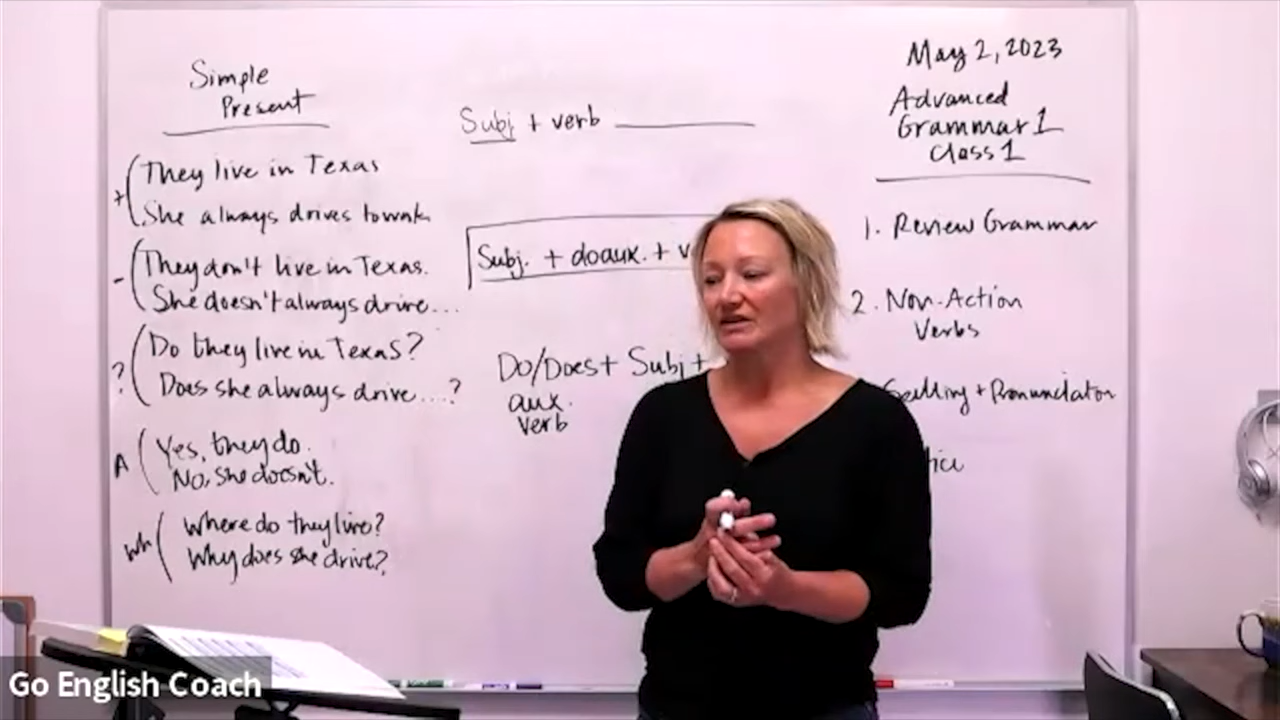 Simple
Present
+ They live in Texas
She always drives to work
- They don't live in Texas.
She doesn't always drive...
? Do they live in Texas?
Does she always drive....?
A Yes, they do.
No, she doesn't.
Wh Where do they live?
Why does she drive?
Subj + verb
Subj. + do aux. + v
Do/Does + Subj +
aux.
verb
May 2, 2023
Advanced
Grammar 1
Class 1
1. Review Grammar
2. Non-Action
Verbs
Spelling + Pronunciation
tice
Go English Coach